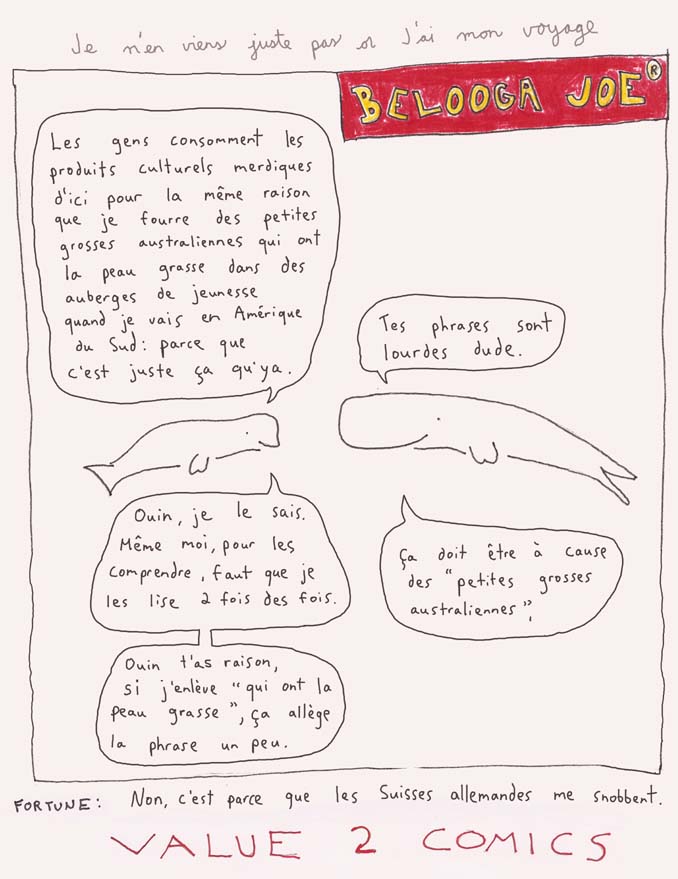 Je n'en viens juste pas or J'ai mon voyage
BELOOGA JOE®
Les gens consomment les
produits culturels merdiques
d'ici pour la même raison
que je fourre des petites
grosses australiennes qui ont
la peau grasse dans des
auberges de jeunesse
quand je vais en Amérique
du Sud: parce que
c'est juste ça qu'ya.
Tes phrases sont
lourdes dude.
Ouin, je le sais.
Même moi, pour les
comprendre, faut que je
les lise 2 fois des fois.
Ça doit être à cause
des "petites grosses
australiennes".
Ouin t'as raison,
si j'enlève "qui ont la
peau grasse", ça allège
la phrase un peu.
FORTUNE: Non, c'est parce que les Suisses allemandes me snobbent.
VALUE 2 COMICS